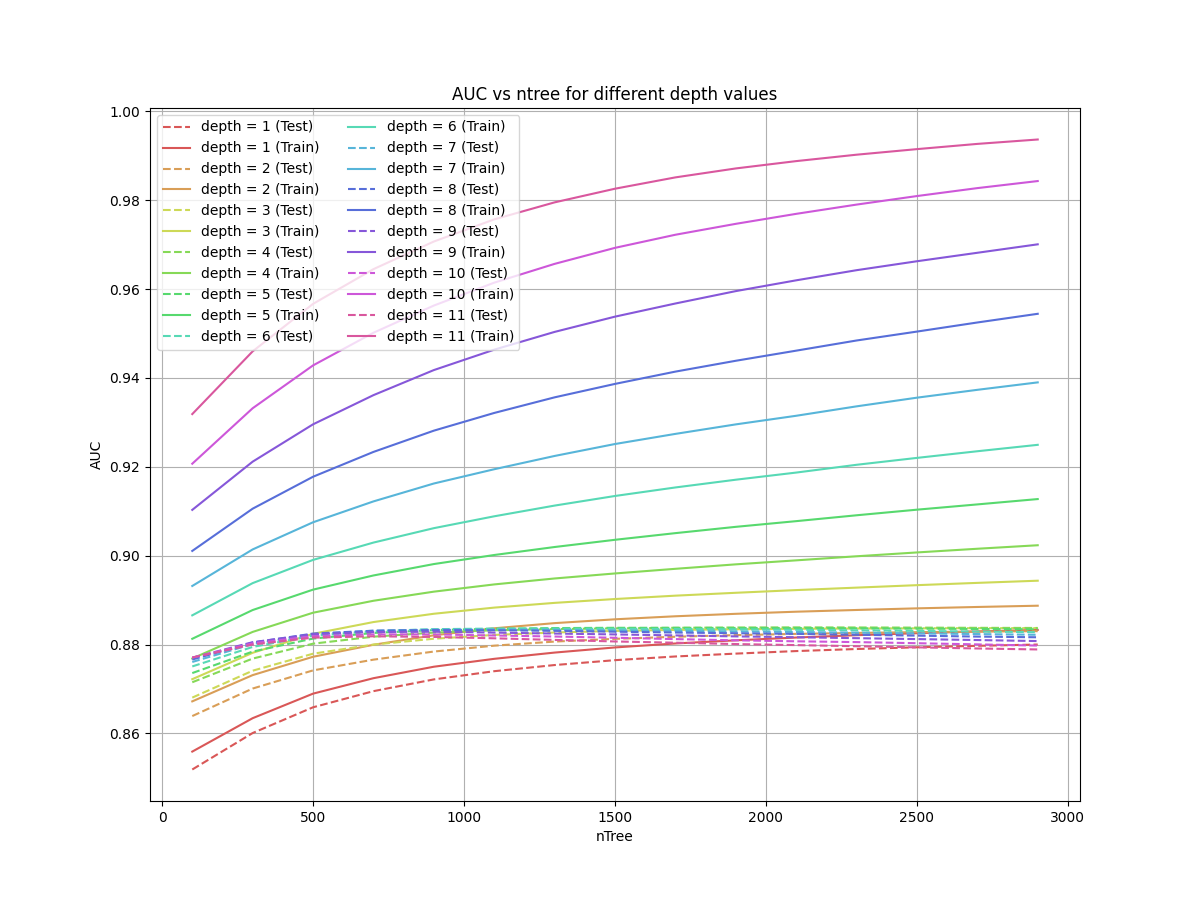 AUC vs ntree for different depth values
1.00
0.98
0.96
0.94
0.92
0.90
0.88
0.86
AUC
depth = 1 (Test)
depth = 1 (Train)
depth = 2 (Test)
depth = 2 (Train)
depth = 3 (Test)
depth = 3 (Train)
depth = 4 (Test)
depth = 4 (Train)
depth = 5 (Test)
depth = 5 (Train)
depth = 6 (Test)
depth = 6 (Train)
depth = 7 (Test)
depth = 7 (Train)
depth = 8 (Test)
depth = 8 (Train)
depth = 9 (Test)
depth = 9 (Train)
depth = 10 (Test)
depth = 10 (Train)
depth = 11 (Test)
depth = 11 (Train)
0 500 1000 1500 2000 2500 3000
nTree